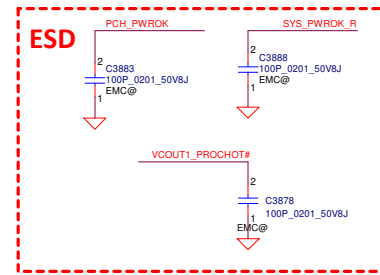 ESD
PCH_PWROK
2
C3883
100P_0201_50V8J
EMC@
1
SYS_PWROK_R
2
C3888
100P_0201_50V8J
EMC@
1
VCOUT1_PROCHOT#
2
C3878
100P_0201_50V8J
1
EMC@